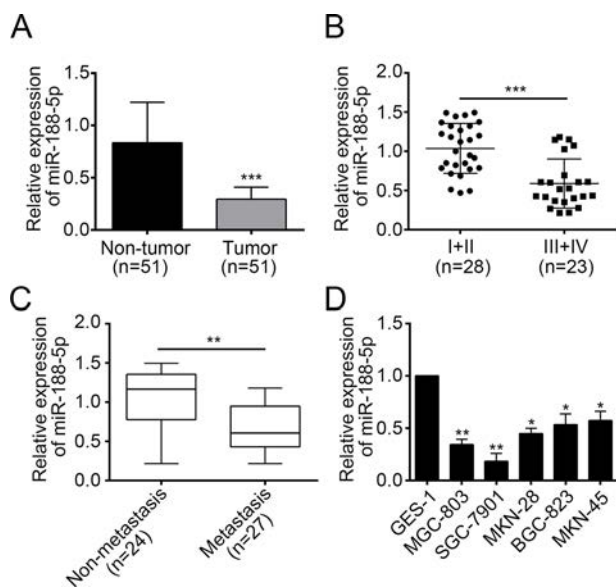 A
Relative expression
of miR-188-5p
1.5
1.0
0.5
0.0
***
Non-tumor
(n=51)
Tumor
(n=51)
B
Relative expression
of miR-188-5p
2.0
1.5
1.0
0.5
0.0
***
I+II
(n=28)
III+IV
(n=23)
C
Relative expression
of miR-188-5p
2.0
1.5
1.0
0.5
0.0
**
Non-metastasis
(n=24)
Metastasis
(n=27)
D
Relative expression
of miR-188-5p
1.5
1.0
0.5
0.0
**
**
*
*
*
GES-1
MGC-803
SGC-7901
MKN-28
BGC-823
MKN-45